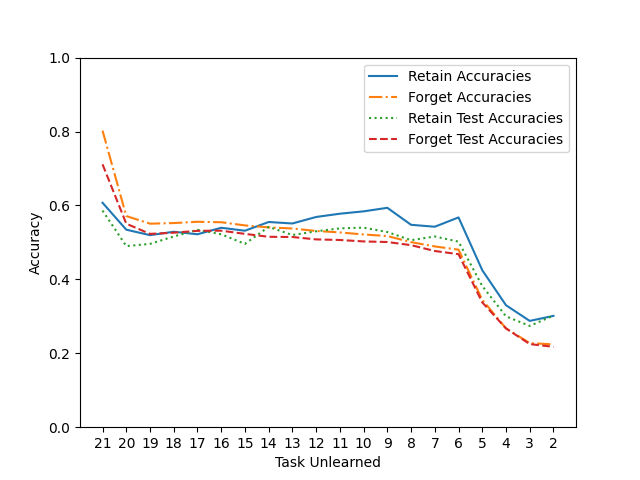 1.0
0.8
0.6
0.4
0.2
0.0
Accuracy
Retain Accuracies
Forget Accuracies
Retain Test Accuracies
Forget Test Accuracies
21 20 19 18 17 16 15 14 13 12 11 10 9 8 7 6 5 4 3 2
Task Unlearned